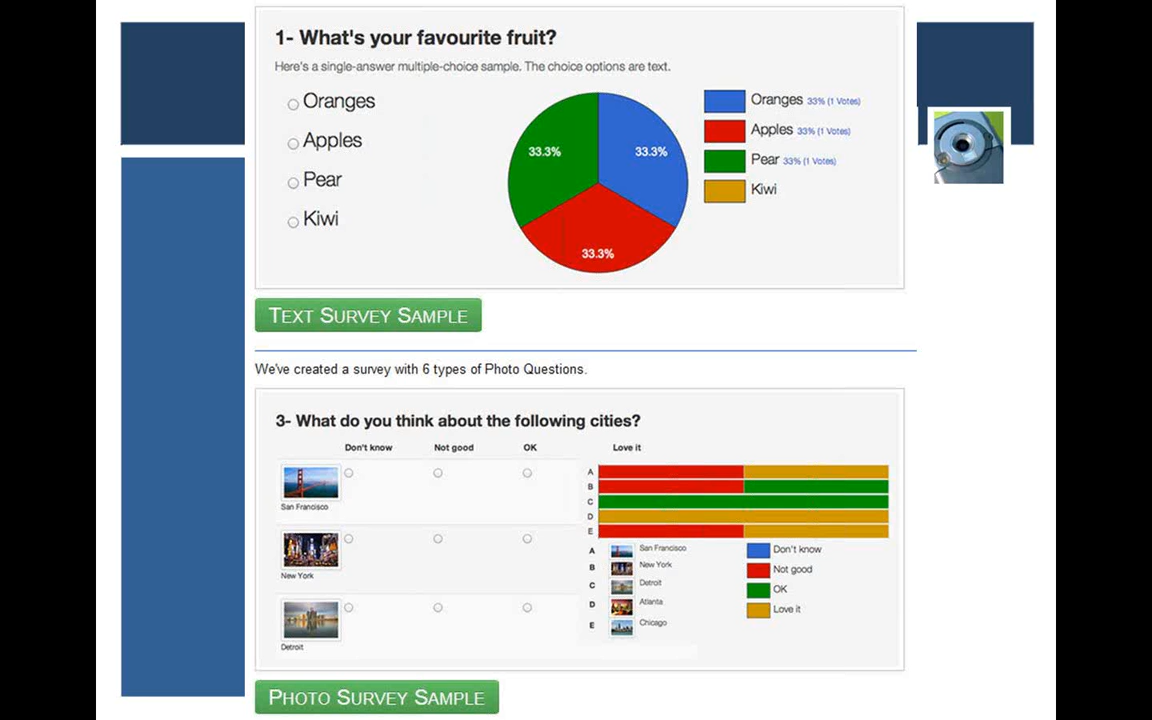 1- What's your favourite fruit?
Here's a single-answer multiple-choice sample. The choice options are text.
Oranges
Apples
Pear
Kiwi
33.3%
33.3%
33.3%
Oranges 33% (1 Votes)
Apples 33% (1 Votes)
Pear 33% (1 Votes)
Kiwi
TEXT SURVEY SAMPLE
We've created a survey with 6 types of Photo Questions.
3- What do you think about the following cities?
Don't know Not good OK Love it
San Francisco
New York
Detroit
A
B
C
D
E
A San Francisco
B New York
C Detroit
D Atlanta
E Chicago
Don't know
Not good
OK
Love it
PHOTO SURVEY SAMPLE